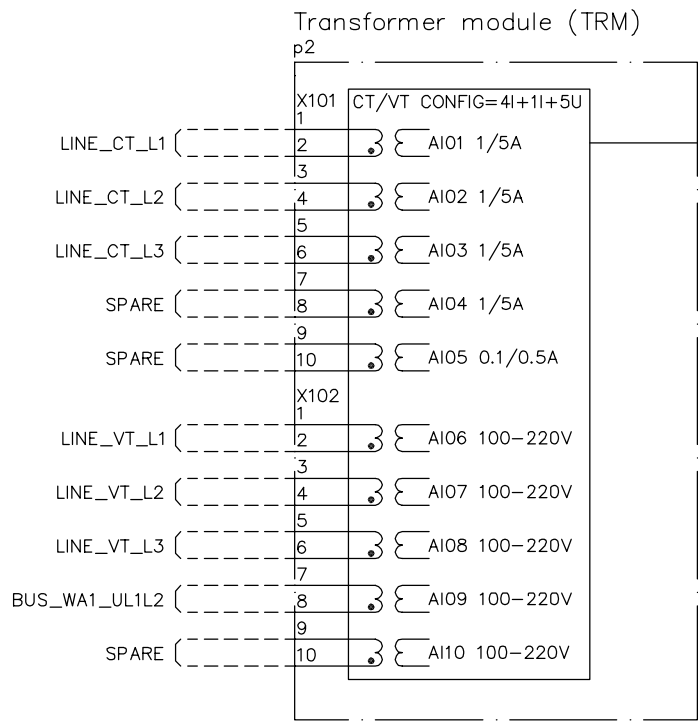 Transformer module (TRM)
p2
X101 CT/VT CONFIG=4I+1I+5U
1
LINE_CT_L1 2 AI01 1/5A
3
LINE_CT_L2 4 AI02 1/5A
5
LINE_CT_L3 6 AI03 1/5A
7
SPARE 8 AI04 1/5A
9
SPARE 10 AI05 0.1/0.5A
X102
1
LINE_VT_L1 2 AI06 100-220V
3
LINE_VT_L2 4 AI07 100-220V
5
LINE_VT_L3 6 AI08 100-220V
7
BUS_WA1_UL1L2 8 AI09 100-220V
9
SPARE 10 AI10 100-220V